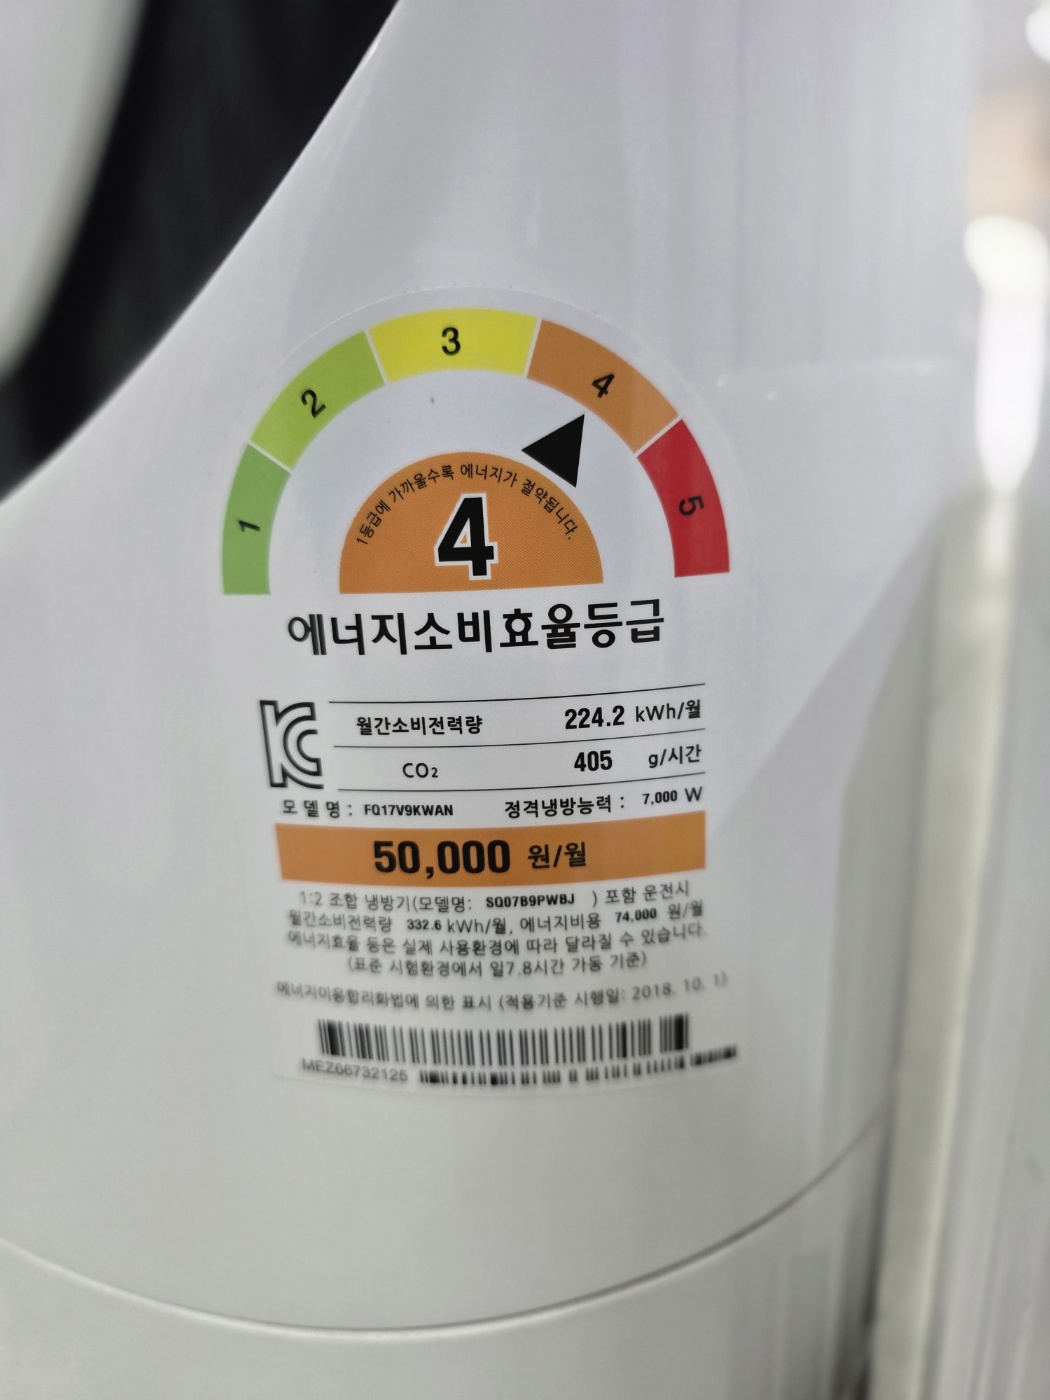 1 2 3 4 5
1등급에 가까울수록 에너지가 절약됩니다.
4
에너지소비효율등급
월간소비전력량 224.2 kWh/월
CO₂ 405 g/시간
모델명 : FQ17V9KWAN 정격냉방능력 : 7,000 W
50,000 원/월
1:2 조합 냉방기(모델명: SQ07B9PWBJ ) 포함 운전시
월간소비전력량 332.6 kWh/월, 에너지비용 74,000 원/월
에너지효율 등은 실제 사용환경에 따라 달라질 수 있습니다.
(표준 시험환경에서 일7.8시간 가동 기준)
에너지이용합리화법에 의한 표시 (적용기준 시행일: 2018. 10. 1)
MEZ66732125